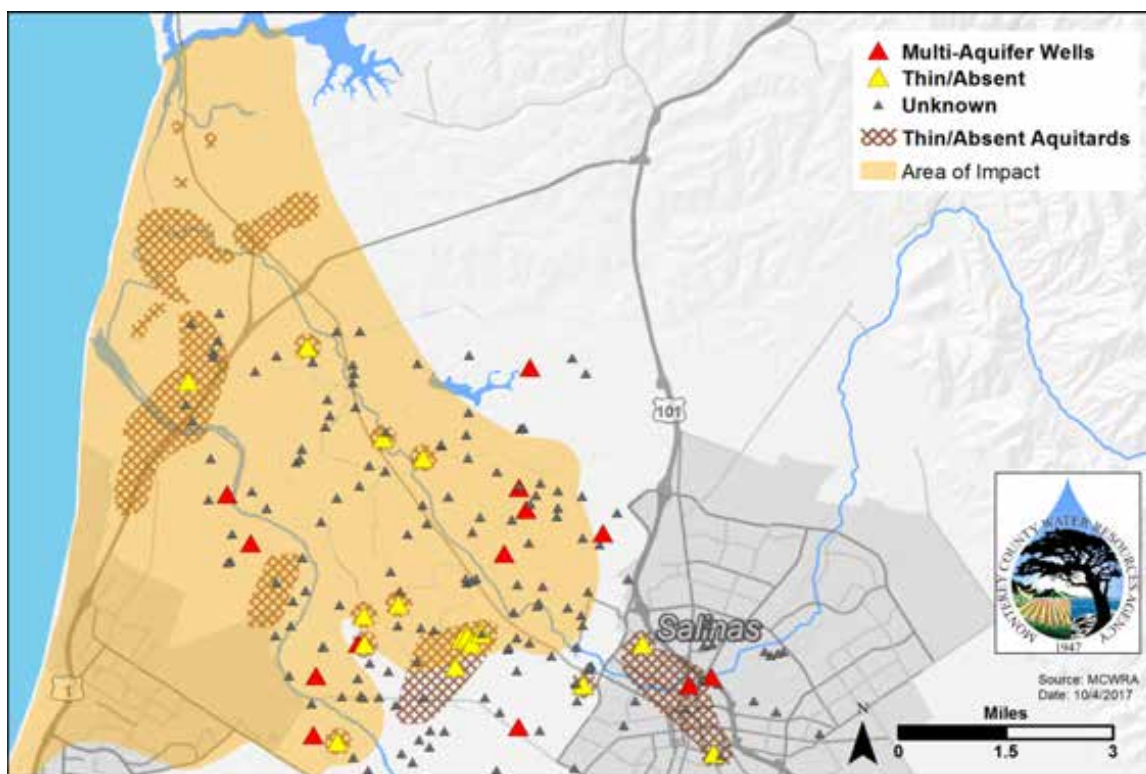 Multi-Aquifer Wells
Thin/Absent
Unknown
Thin/Absent Aquitards
Area of Impact
101
Salinas
MONTEREY COUNTY WATER RESOURCES AGENCY
1947
1
Source: MCWRA
Date: 10/4/2017
N
Miles
0 1.5 3